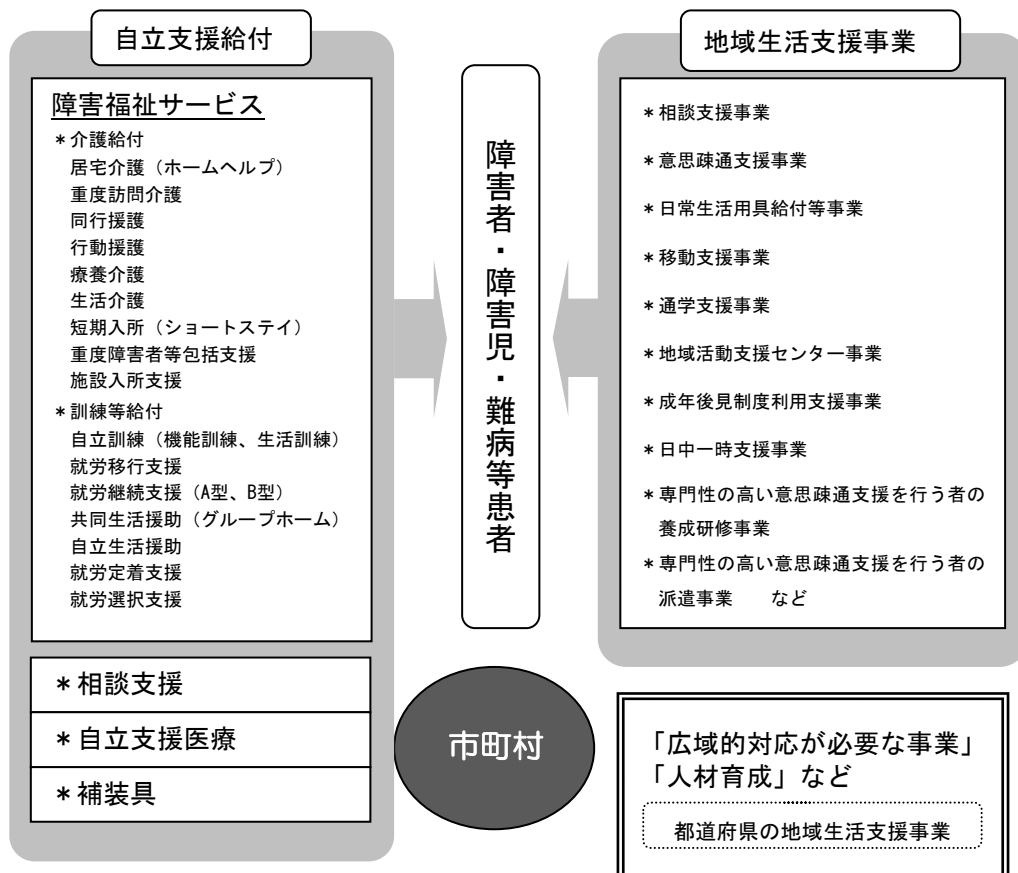 自立支援給付
障害福祉サービス
＊介護給付
居宅介護（ホームヘルプ）
重度訪問介護
同行援護
行動援護
療養介護
生活介護
短期入所（ショートステイ）
重度障害者等包括支援
施設入所支援
＊訓練等給付
自立訓練（機能訓練、生活訓練）
就労移行支援
就労継続支援（A型、B型）
共同生活援助（グループホーム）
自立生活援助
就労定着支援
就労選択支援
＊相談支援
＊自立支援医療
＊補装具
障害者・障害児・難病等患者
市町村
地域生活支援事業
＊相談支援事業
＊意思疎通支援事業
＊日常生活用具給付等事業
＊移動支援事業
＊通学支援事業
＊地域活動支援センター事業
＊成年後見制度利用支援事業
＊日中一時支援事業
＊専門性の高い意思疎通支援を行う者の
養成研修事業
＊専門性の高い意思疎通支援を行う者の
派遣事業　　など
「広域的対応が必要な事業」
「人材育成」など
都道府県の地域生活支援事業